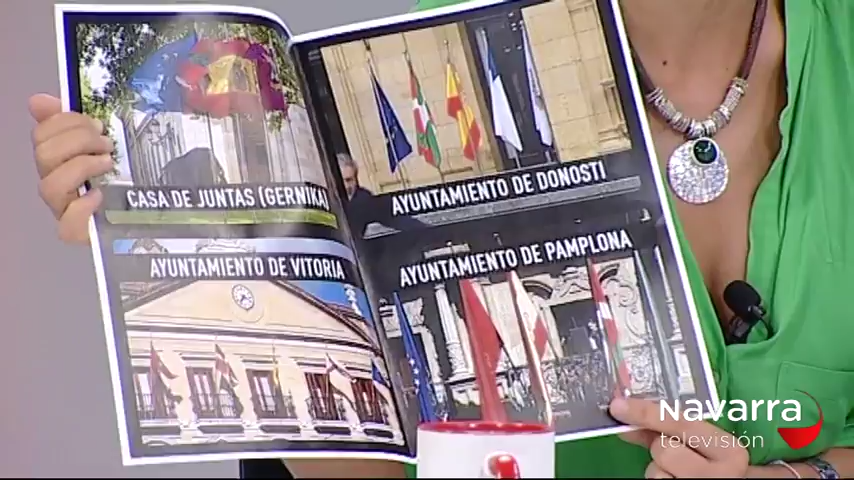 CASA DE JUNTAS (GERNIKA)
AYUNTAMIENTO DE DONOSTI
AYUNTAMIENTO DE VITORIA
AYUNTAMIENTO DE PAMPLONA
NAVARRA
televisión